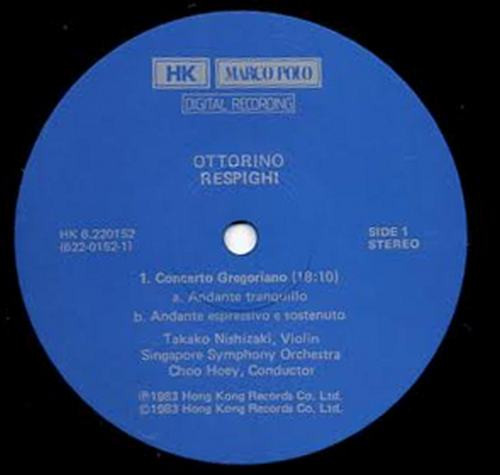 HK MARCO POLO
DIGITAL RECORDING
OTTORINO
RESPIGHI
HK 6.220152
(622-0152-1)
SIDE 1
STEREO
1. Concerto Gregoriano (18:10)
a. Andante tranquillo
b. Andante espressivo e sostenuto
Takako Nishizaki, Violin
Singapore Symphony Orchestra
Choo Hoey, Conductor
℗1983 Hong Kong Records Co. Ltd.
©1983 Hong Kong Records Co. Ltd.